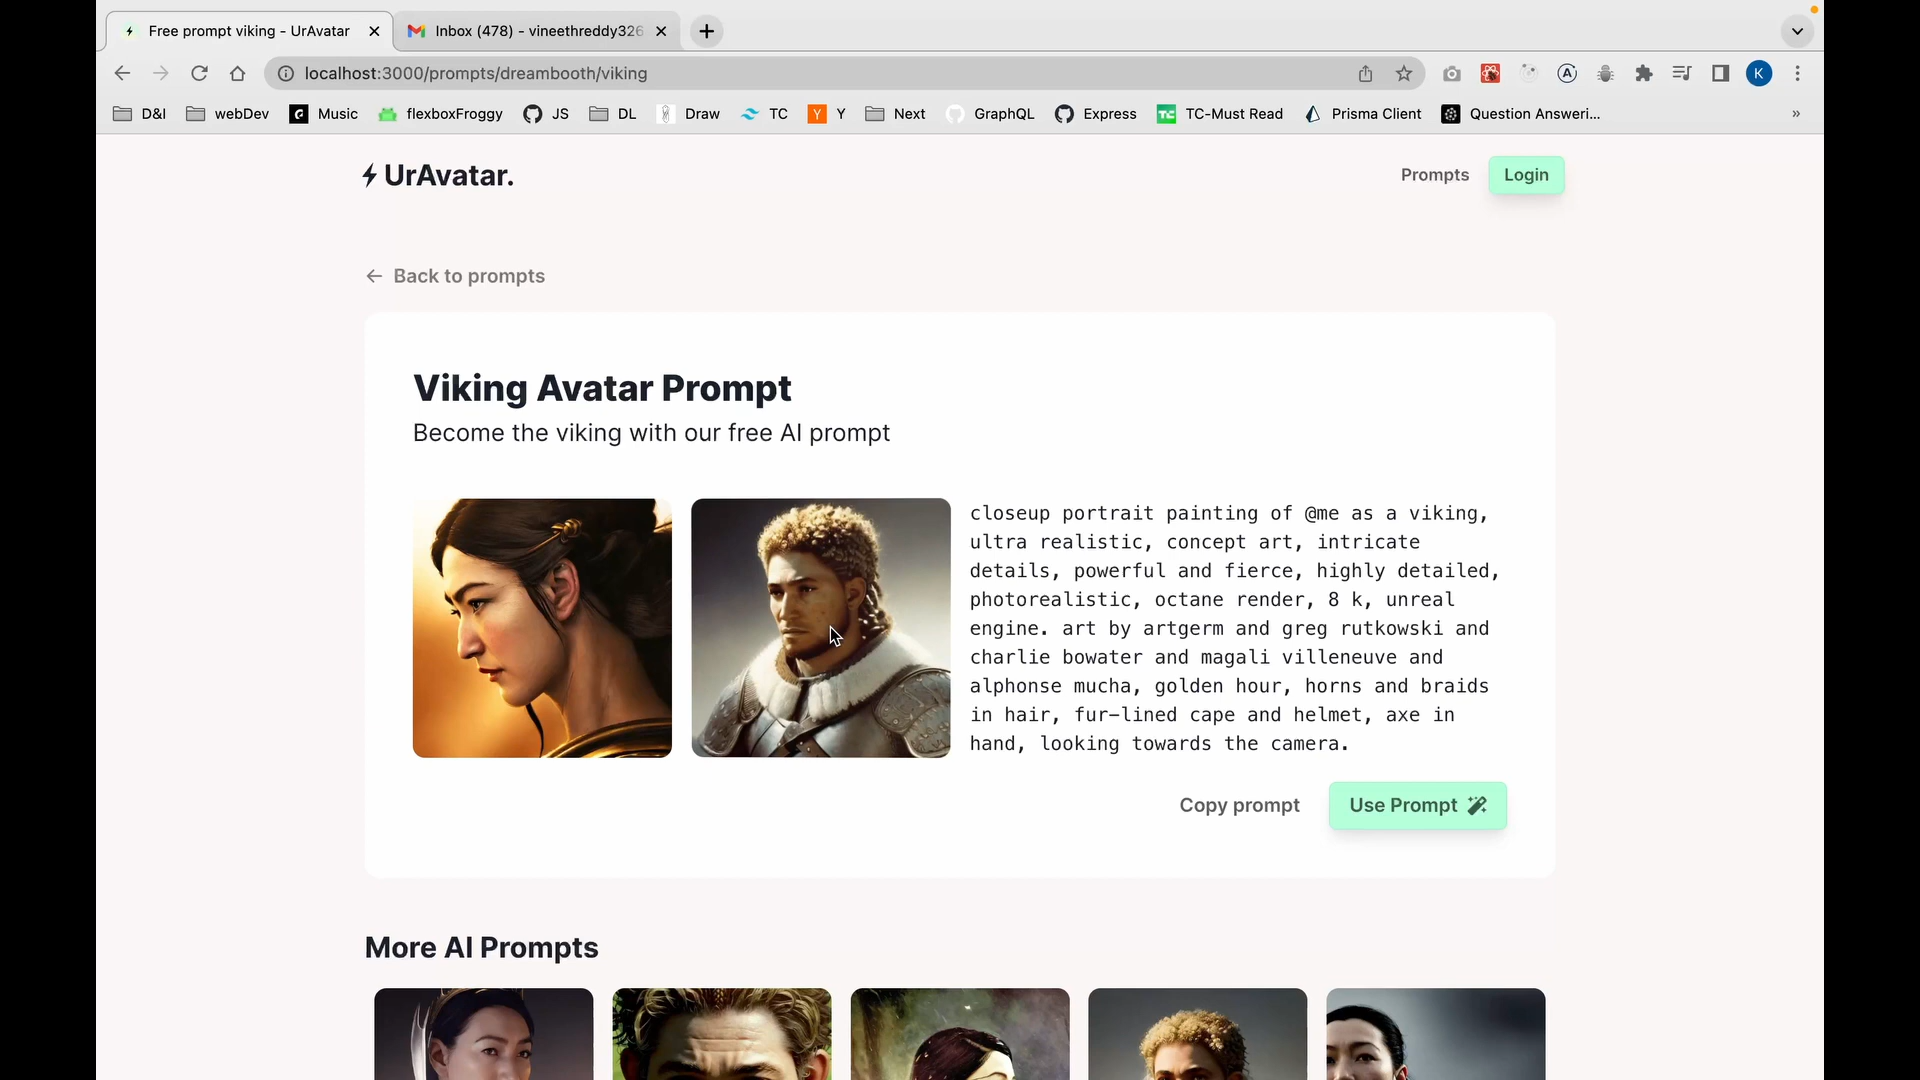 Free prompt viking - UrAvatar
Inbox (478) - vineethreddy326
localhost:3000/prompts/dreambooth/viking
K
D&I
webDev
Music
flexboxFroggy
JS
DL
Draw
TC
Y
Next
GraphQL
Express
TC-Must Read
Prisma Client
Question Answeri...
»
UrAvatar.
Prompts
Login
← Back to prompts
Viking Avatar Prompt
Become the viking with our free AI prompt
closeup portrait painting of @me as a viking,
ultra realistic, concept art, intricate
details, powerful and fierce, highly detailed,
photorealistic, octane render, 8 k, unreal
engine. art by artgerm and greg rutkowski and
charlie bowater and magali villeneuve and
alphonse mucha, golden hour, horns and braids
in hair, fur-lined cape and helmet, axe in
hand, looking towards the camera.
Copy prompt
Use Prompt
More AI Prompts